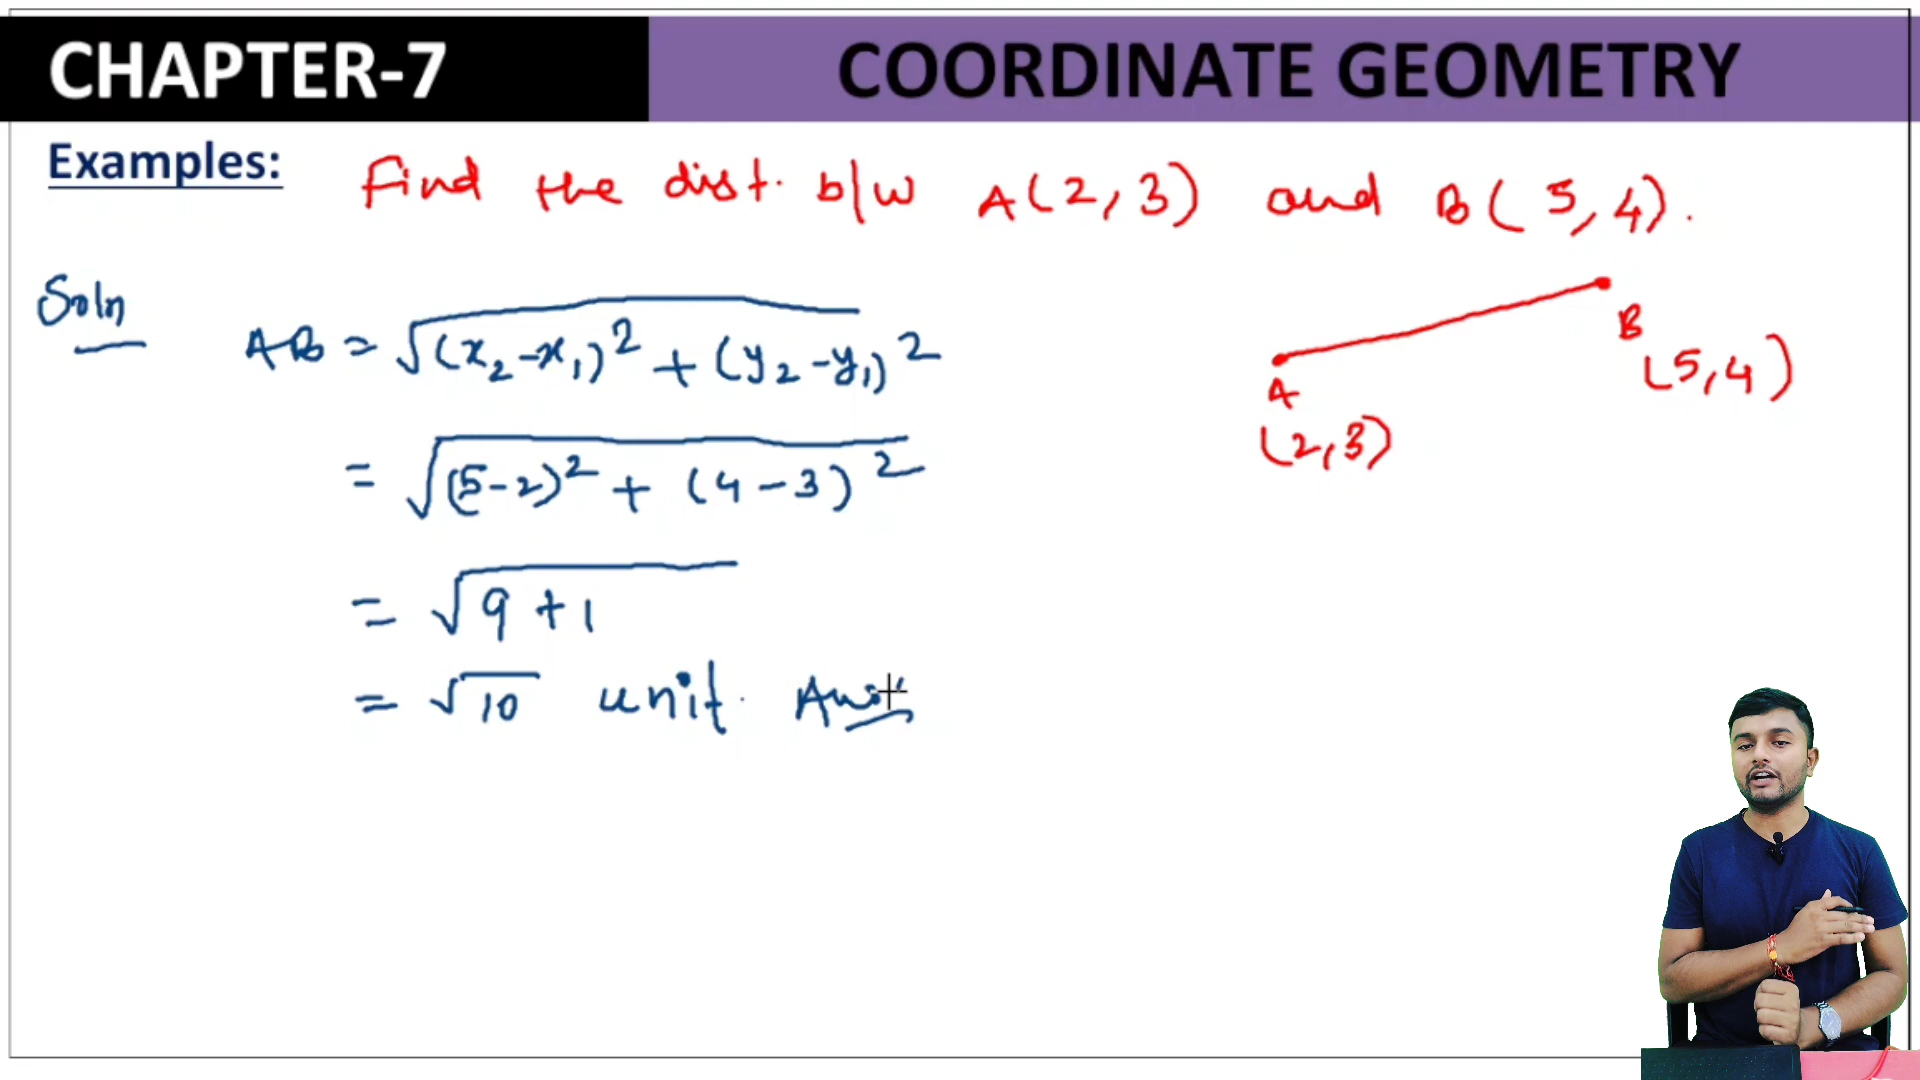 CHAPTER-7 COORDINATE GEOMETRY
Examples: Find the dist. b/w A(2,3) and B(5,4).
Soln
AB = √(x₂-x₁)² + (y₂-y₁)²
= √(5-2)² + (4-3)²
= √9+1
= √10 unit. Ans
B
(5,4)
A
(2,3)